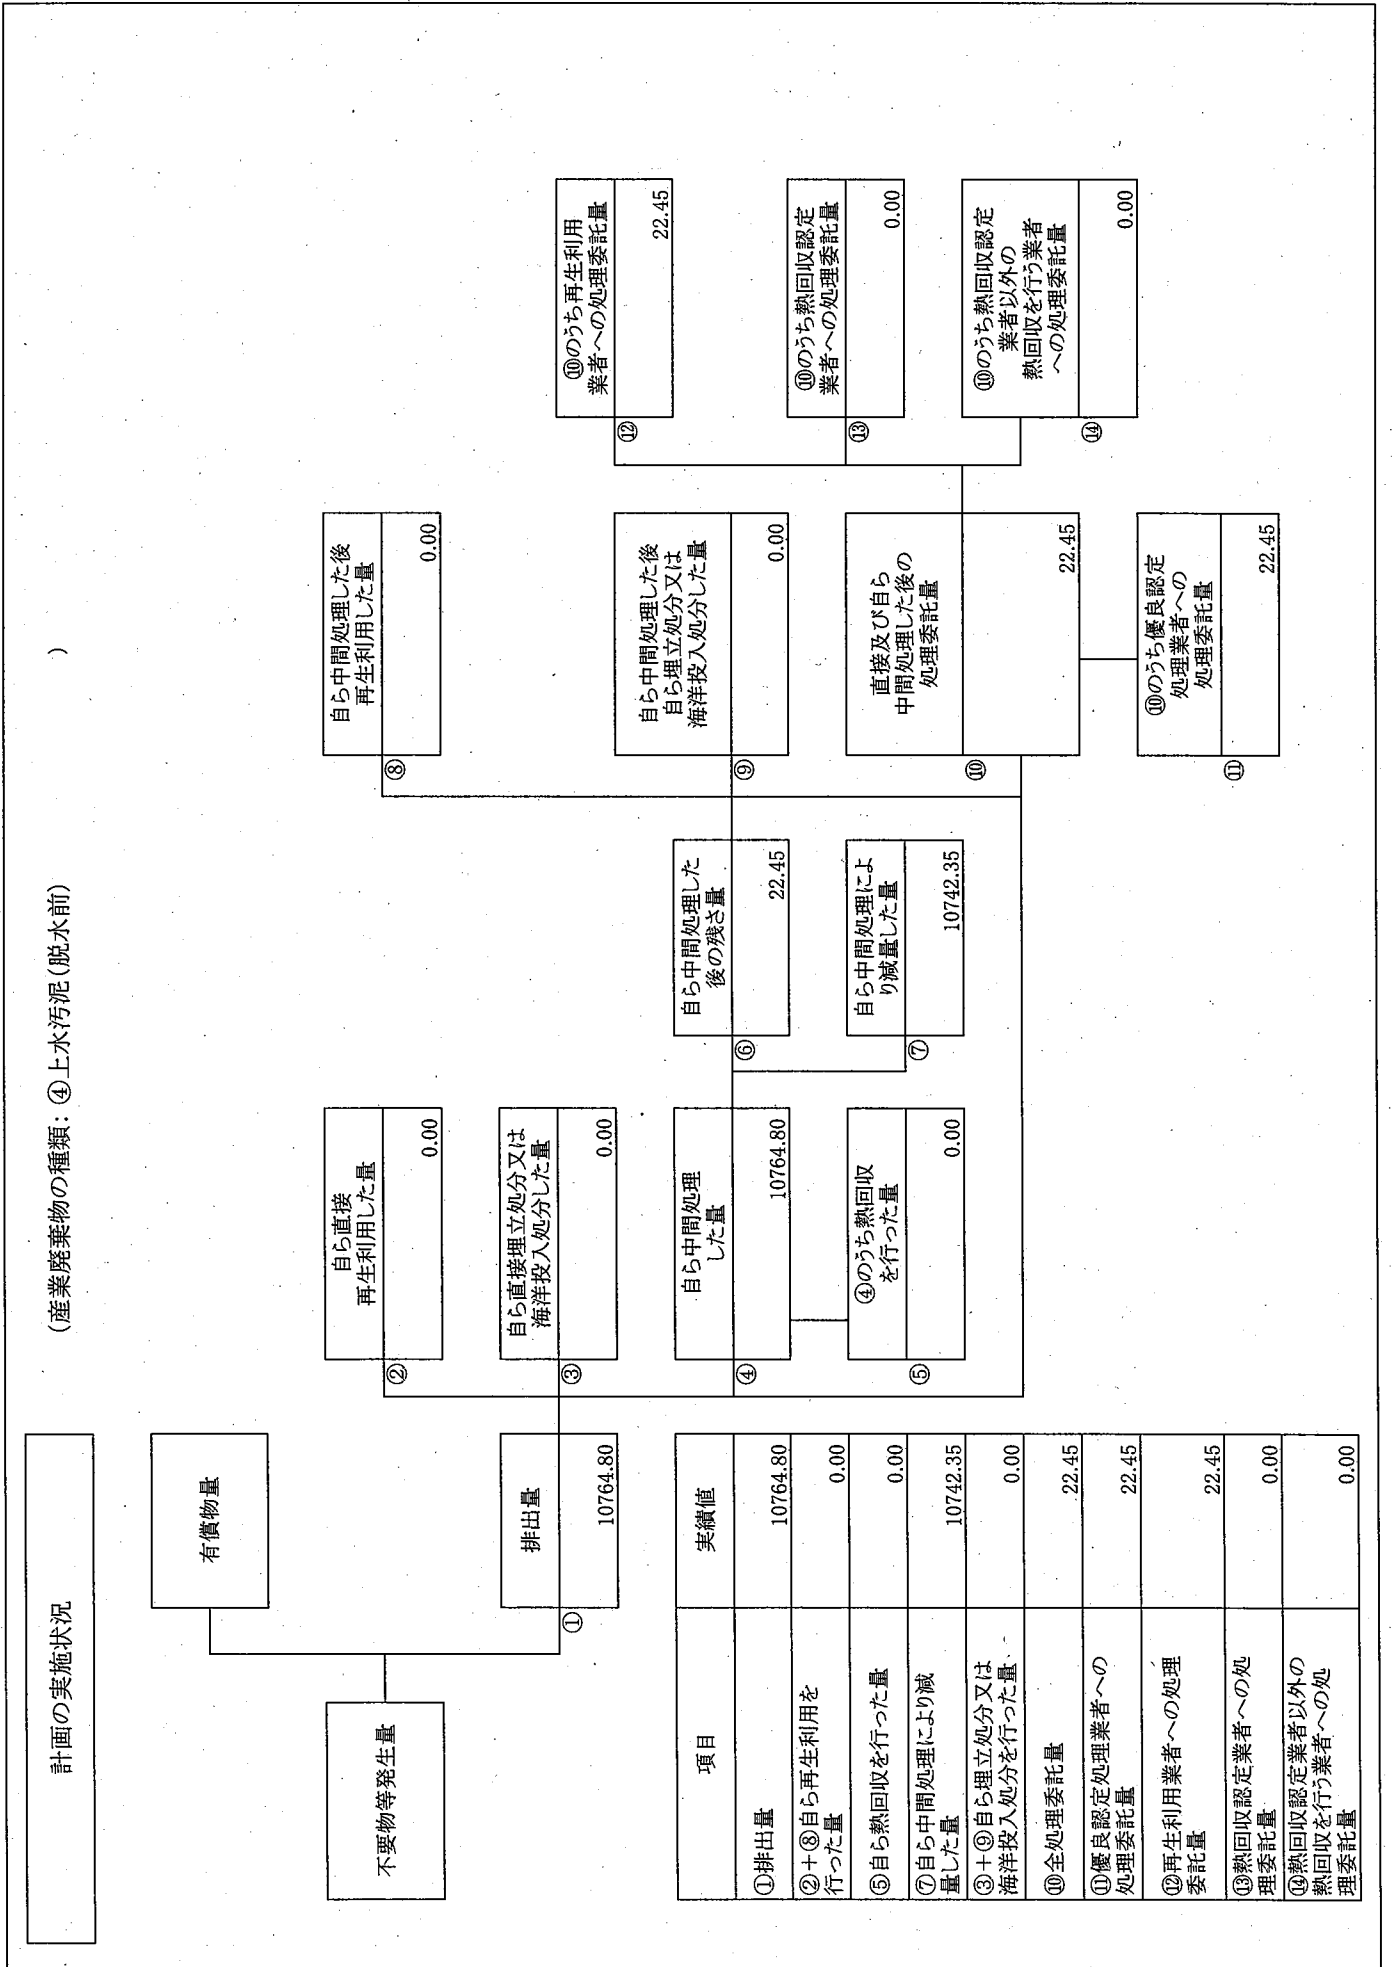 計画の実施状況
(産業廃棄物の種類：④上水汚泥(脱水前)
)
不要物等発生量
有償物量
①
排出量
10764.80
②
自ら直接
再生利用した量
0.00
③
自ら直接埋立処分又は
海洋投入処分した量
0.00
④
自ら中間処理
した量
10764.80
⑤
④のうち熱回収
を行った量
0.00
⑥
自ら中間処理した
後の残さ量
22.45
⑦
自ら中間処理によ
り減量した量
10742.35
⑧
自ら中間処理した後
再生利用した量
0.00
⑨
自ら中間処理した後
自ら埋立処分又は
海洋投入処分した量
0.00
⑩
直接及び自ら
中間処理した後の
処理委託量
22.45
⑪
⑩のうち優良認定
処理業者への
処理委託量
22.45
⑫
⑩のうち再生利用
業者への処理委託量
22.45
⑬
⑩のうち熱回収認定
業者への処理委託量
0.00
⑭
⑩のうち熱回収認定
業者以外の
熱回収を行う業者
への処理委託量
0.00
項目 実績値
①排出量 10764.80
②+⑧自ら再生利用を
行った量 0.00
⑤自ら熱回収を行った量 0.00
⑦自ら中間処理により減
量した量 10742.35
③+⑨自ら埋立処分又は
海洋投入処分を行った量 0.00
⑩全処理委託量 22.45
⑪優良認定処理業者への
処理委託量 22.45
⑫再生利用業者への処理
委託量 22.45
⑬熱回収認定業者への処
理委託量 0.00
⑭熱回収認定業者以外の
熱回収を行う業者への処
理委託量 0.00